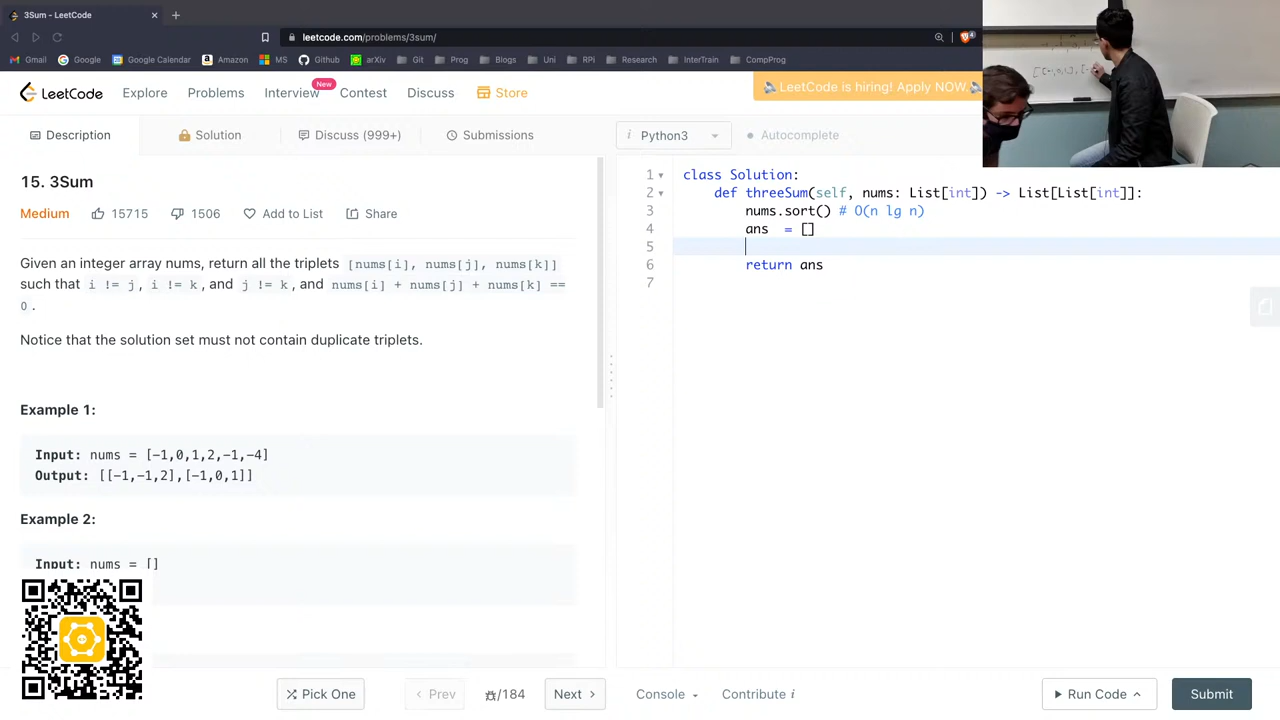 3Sum - LeetCode
leetcode.com/problems/3sum/
4
Gmail Google Google Calendar Amazon MS Github arXiv Git Prog Blogs Uni RPi Research InterTrain CompProg
LeetCode Explore Problems Interview New Contest Discuss Store
LeetCode is hiring! Apply NOW.
Description Solution Discuss (999+) Submissions
i Python3 Autocomplete
15. 3Sum
Medium 15715 1506 Add to List Share
Given an integer array nums, return all the triplets [nums[i], nums[j], nums[k]]
such that i != j, i != k, and j != k, and nums[i] + nums[j] + nums[k] ==
0.
Notice that the solution set must not contain duplicate triplets.
Example 1:
Input: nums = [-1,0,1,2,-1,-4]
Output: [[-1,-1,2],[-1,0,1]]
Example 2:
Input: nums = []
1 class Solution:
2 def threeSum(self, nums: List[int]) -> List[List[int]]:
3 nums.sort() # O(n lg n)
4 ans = []
5
6 return ans
7
Pick One Prev /184 Next Console Contribute i Run Code Submit